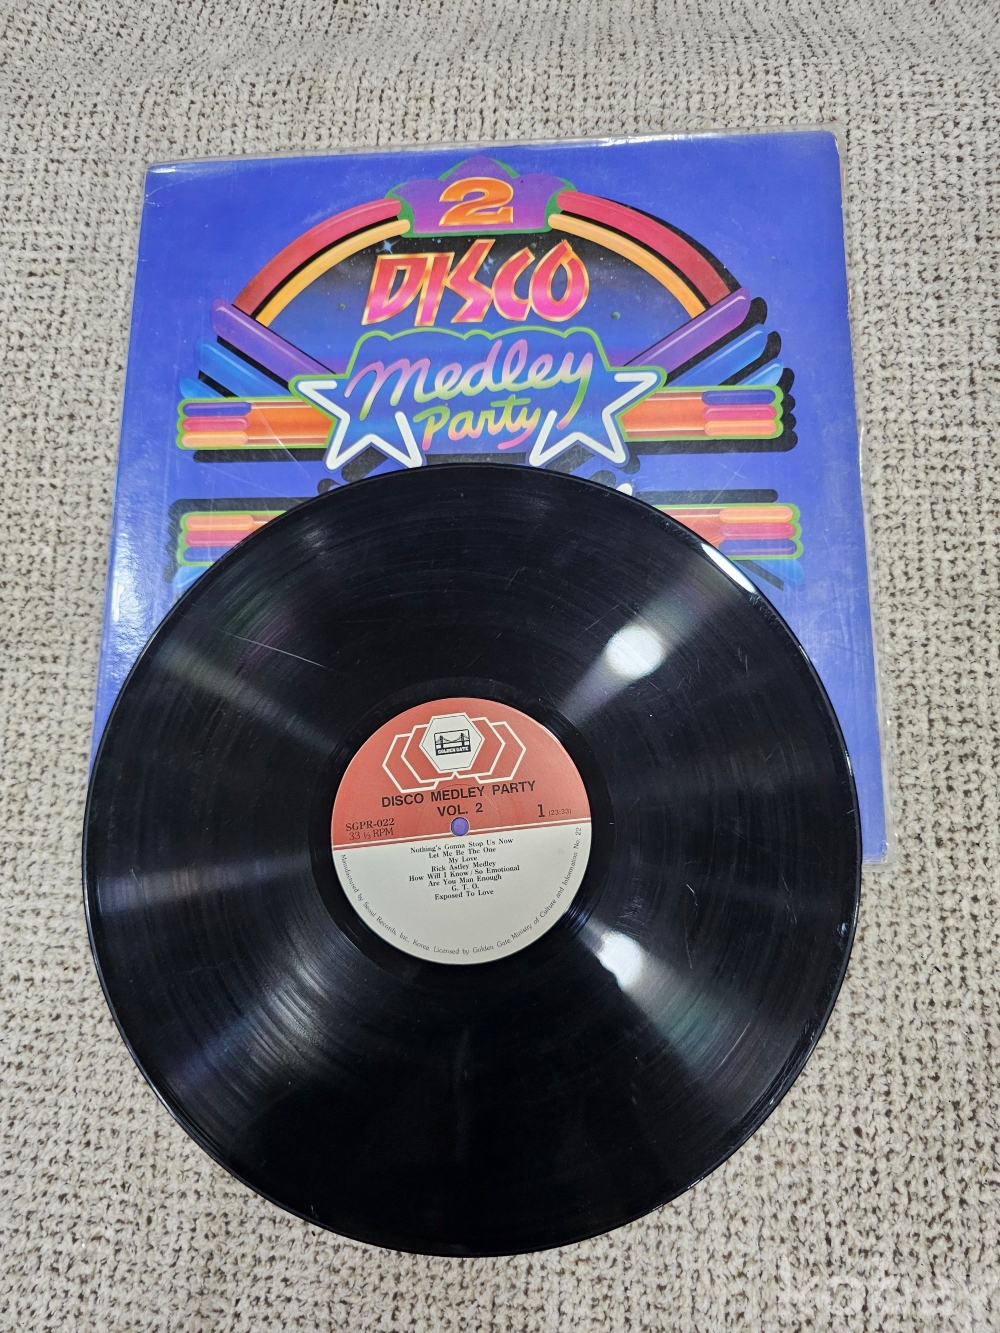 2
DISCO
Medley
Party
GOLDEN GATE
DISCO MEDLEY PARTY
VOL. 2
SGPR-022
33 1/3 RPM
1 (23:33)
Nothing's Gonna Stop Us Now
Let Me Be The One
My Love
Rick Astley Medley
How Will I Know / So Emotional
Are You Man Enough
G. T. O.
Exposed To Love
Manufactured by Seoul Records, Inc., Korea. Licensed by Golden Gate. Ministry of Culture and Information No. 22